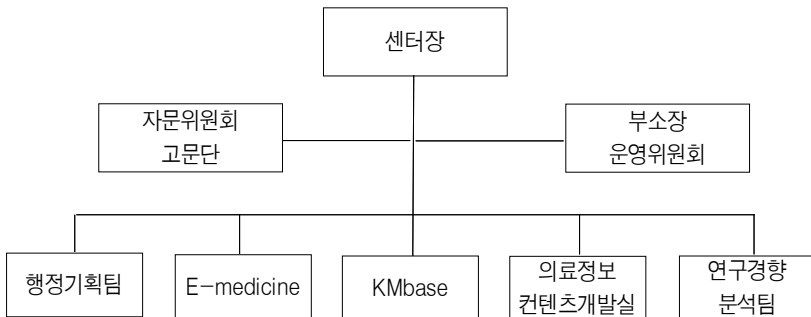 센터장
자문위원회
고문단
부소장
운영위원회
행정기획팀
E-medicine
KMbase
의료정보
컨텐츠개발실
연구경향
분석팀